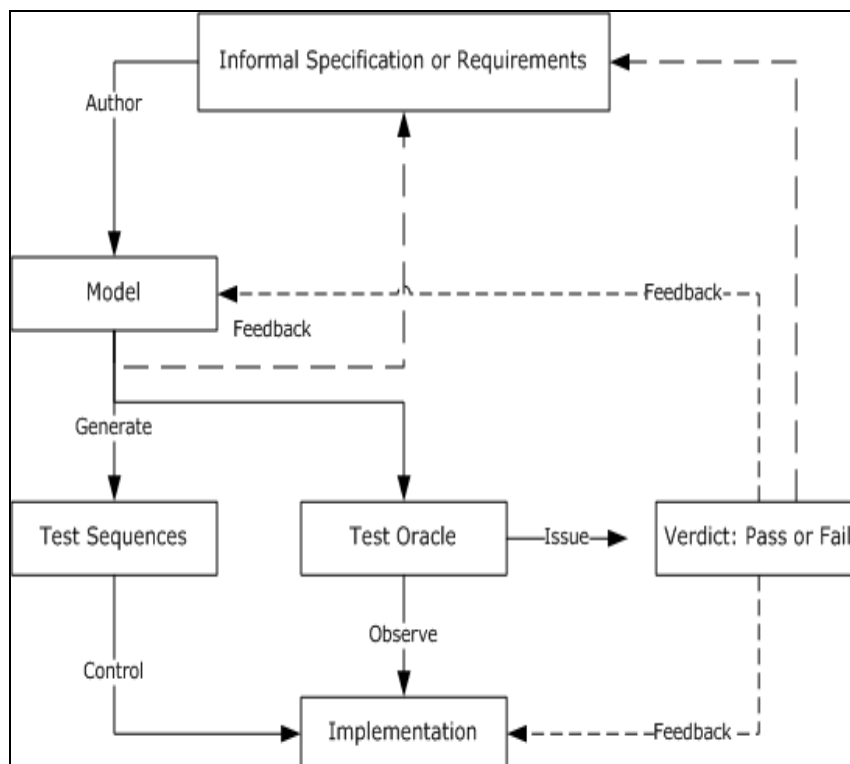 Informal Specification or Requirements
Author
Model
Feedback
Feedback
Generate
Test Sequences
Test Oracle
Issue
Verdict: Pass or Fail
Observe
Control
Implementation
Feedback